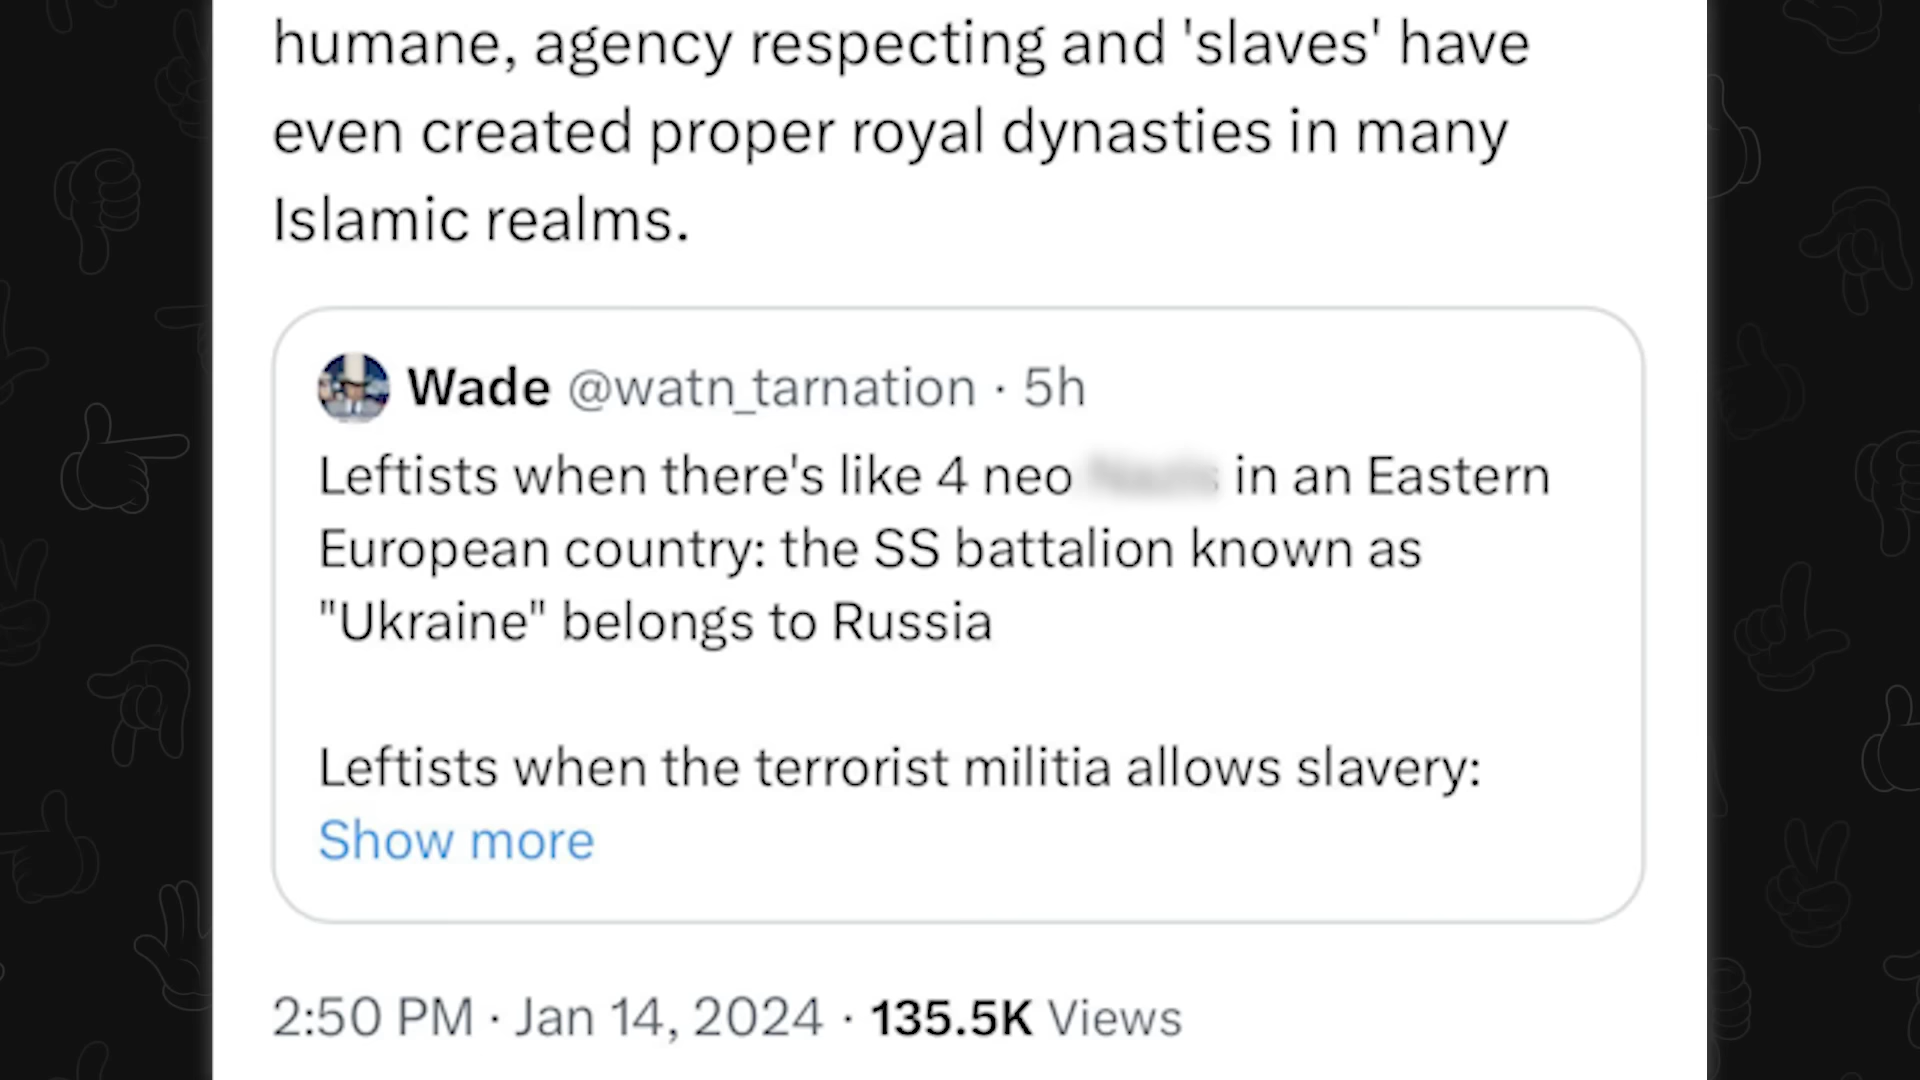 humane, agency respecting and 'slaves' have
even created proper royal dynasties in many
Islamic realms.
Wade @watn_tarnation · 5h
Leftists when there's like 4 neo in an Eastern
European country: the SS battalion known as
"Ukraine" belongs to Russia
Leftists when the terrorist militia allows slavery:
Show more
2:50 PM · Jan 14, 2024 · 135.5K Views